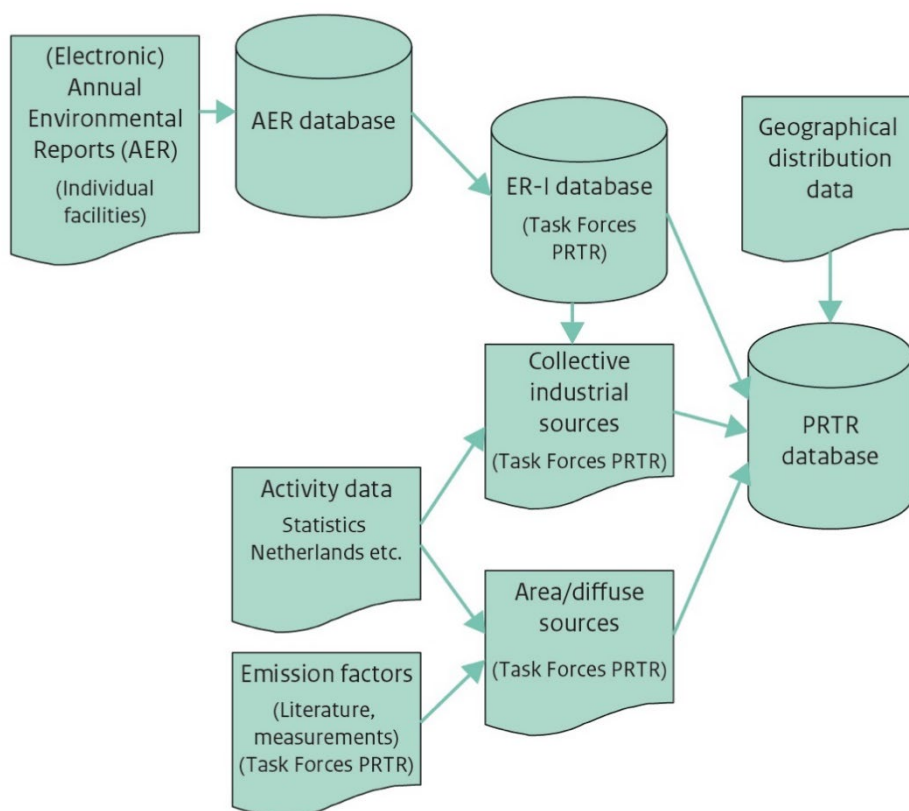 (Electronic)
Annual
Environmental
Reports (AER)
(Individual
facilities)
AER database
ER-I database
(Task Forces
PRTR)
Geographical
distribution
data
Collective
industrial
sources
(Task Forces PRTR)
PRTR
database
Activity data
Statistics
Netherlands etc.
Area/diffuse
sources
(Task Forces PRTR)
Emission factors
(Literature,
measurements)
(Task Forces PRTR)